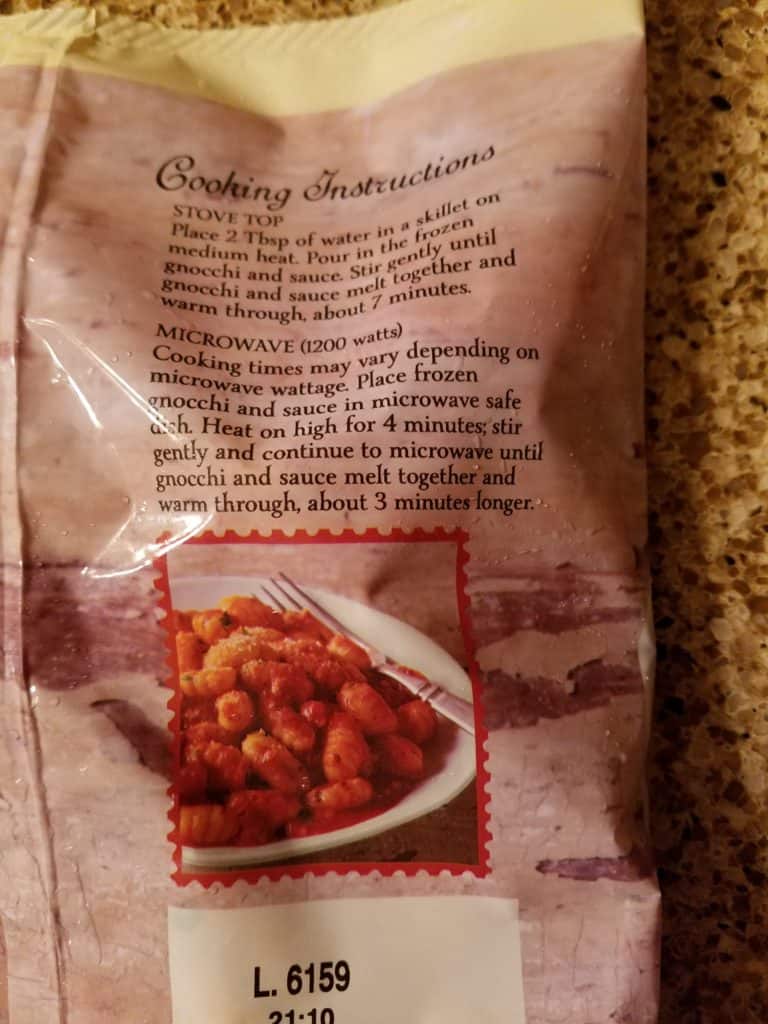 Cooking Instructions
STOVE TOP
Place 2 Tbsp of water in a skillet on
medium heat. Pour in the frozen
gnocchi and sauce. Stir gently until
gnocchi and sauce melt together and
warm through, about 7 minutes.
MICROWAVE (1200 watts)
Cooking times may vary depending on
microwave wattage. Place frozen
gnocchi and sauce in microwave safe
dish. Heat on high for 4 minutes; stir
gently and continue to microwave until
gnocchi and sauce melt together and
warm through, about 3 minutes longer.
L. 6159
21:10